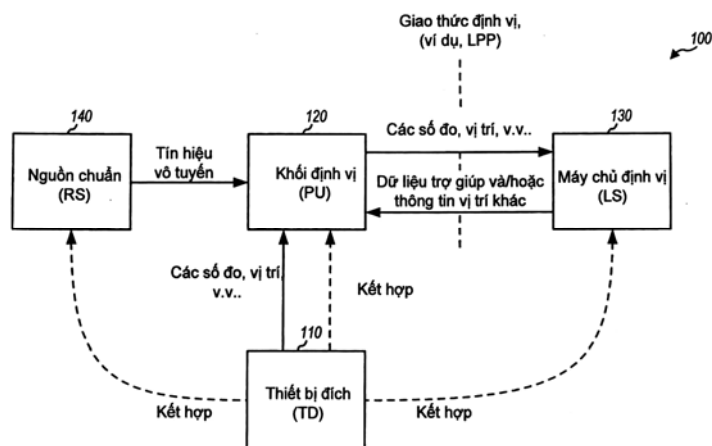 Giao thức định vị,
(ví dụ, LPP)
100
140
120
130
Nguồn chuẩn
(RS)
Tín hiệu
vô tuyến
Khối định vị
(PU)
Các số đo, vị trí, v.v..
Dữ liệu trợ giúp và/hoặc
thông tin vị trí khác
Máy chủ định vị
(LS)
Các số đo, vị trí,
v.v..
Kết hợp
110
Thiết bị đích
(TD)
Kết hợp
Kết hợp